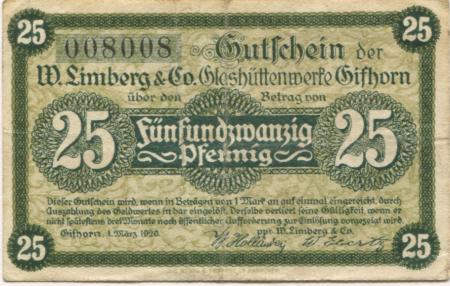 25 25
008008 Gutschein der
W. Limberg & Co. Glashüttenwerke Gifhorn
über den Betrag von
25 Fünfundzwanzig 25
Pfennig
Dieser Gutschein wird, wenn in Beträgen von 1 Mark an auf einmal eingereicht, durch
Auszahlung des Geldwertes in bar eingelöst. Derselbe verliert seine Gültigkeit, wenn er
nicht spätestens drei Monate nach öffentlicher Aufforderung zur Einlösung vorgezeigt wird.
Gifhorn, 1. März 1920. ppr. W. Limberg & Co.
25 25